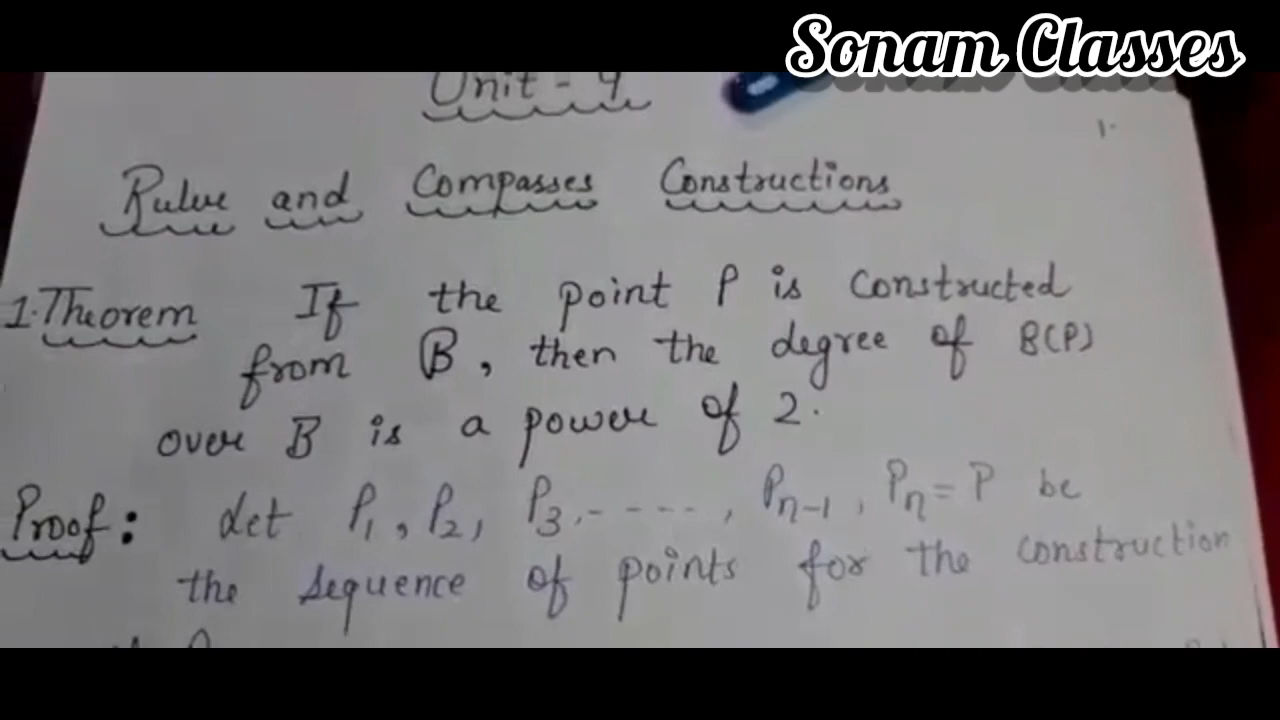 Sonam Classes
Unit - 4
1.
Rules and Compasses Constructions
1. Theorem If the point P is constructed
from B, then the degree of B(P)
over B is a power of 2.
Proof: Let P1, P2, P3, - - - - -, Pn-1, Pn = P be
the sequence of points for the construction